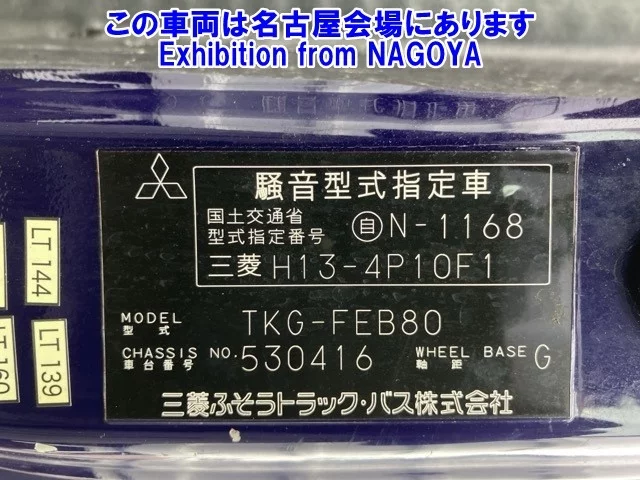 この車両は名古屋会場にあります
Exhibition from NAGOYA
騒音型式指定車
国土交通省
型式指定番号 自 N-1168
三菱 H13-4P10F1
MODEL
型式 TKG-FEB80
CHASSIS NO. 530416 WHEEL BASE G
車台番号 軸距
三菱ふそうトラック・バス株式会社
LT 144
LT 139
LT 160